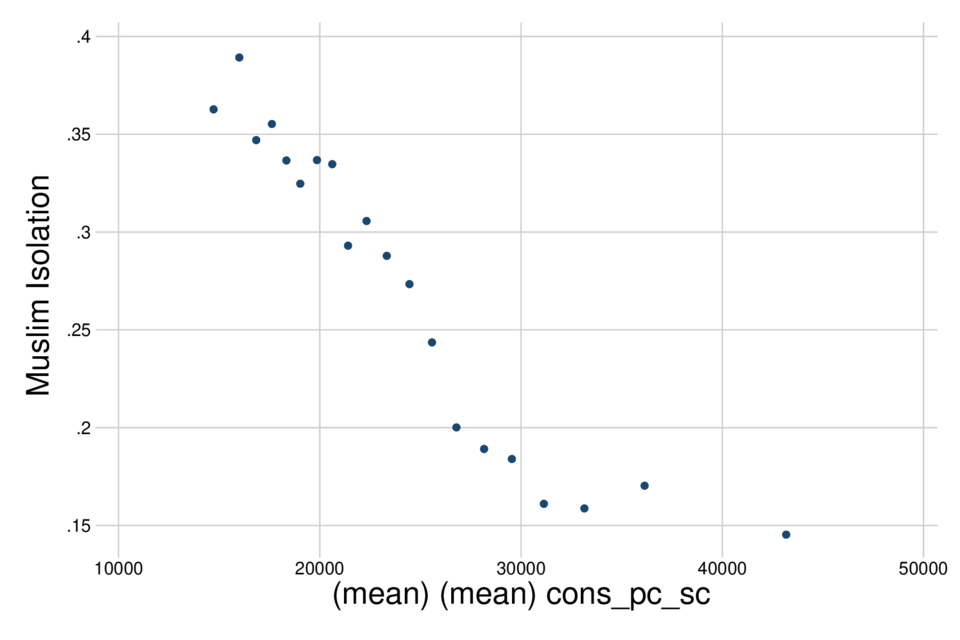 .4
.35
.3
.25
.2
.15
Muslim Isolation
10000 20000 30000 40000 50000
(mean) (mean) cons_pc_sc